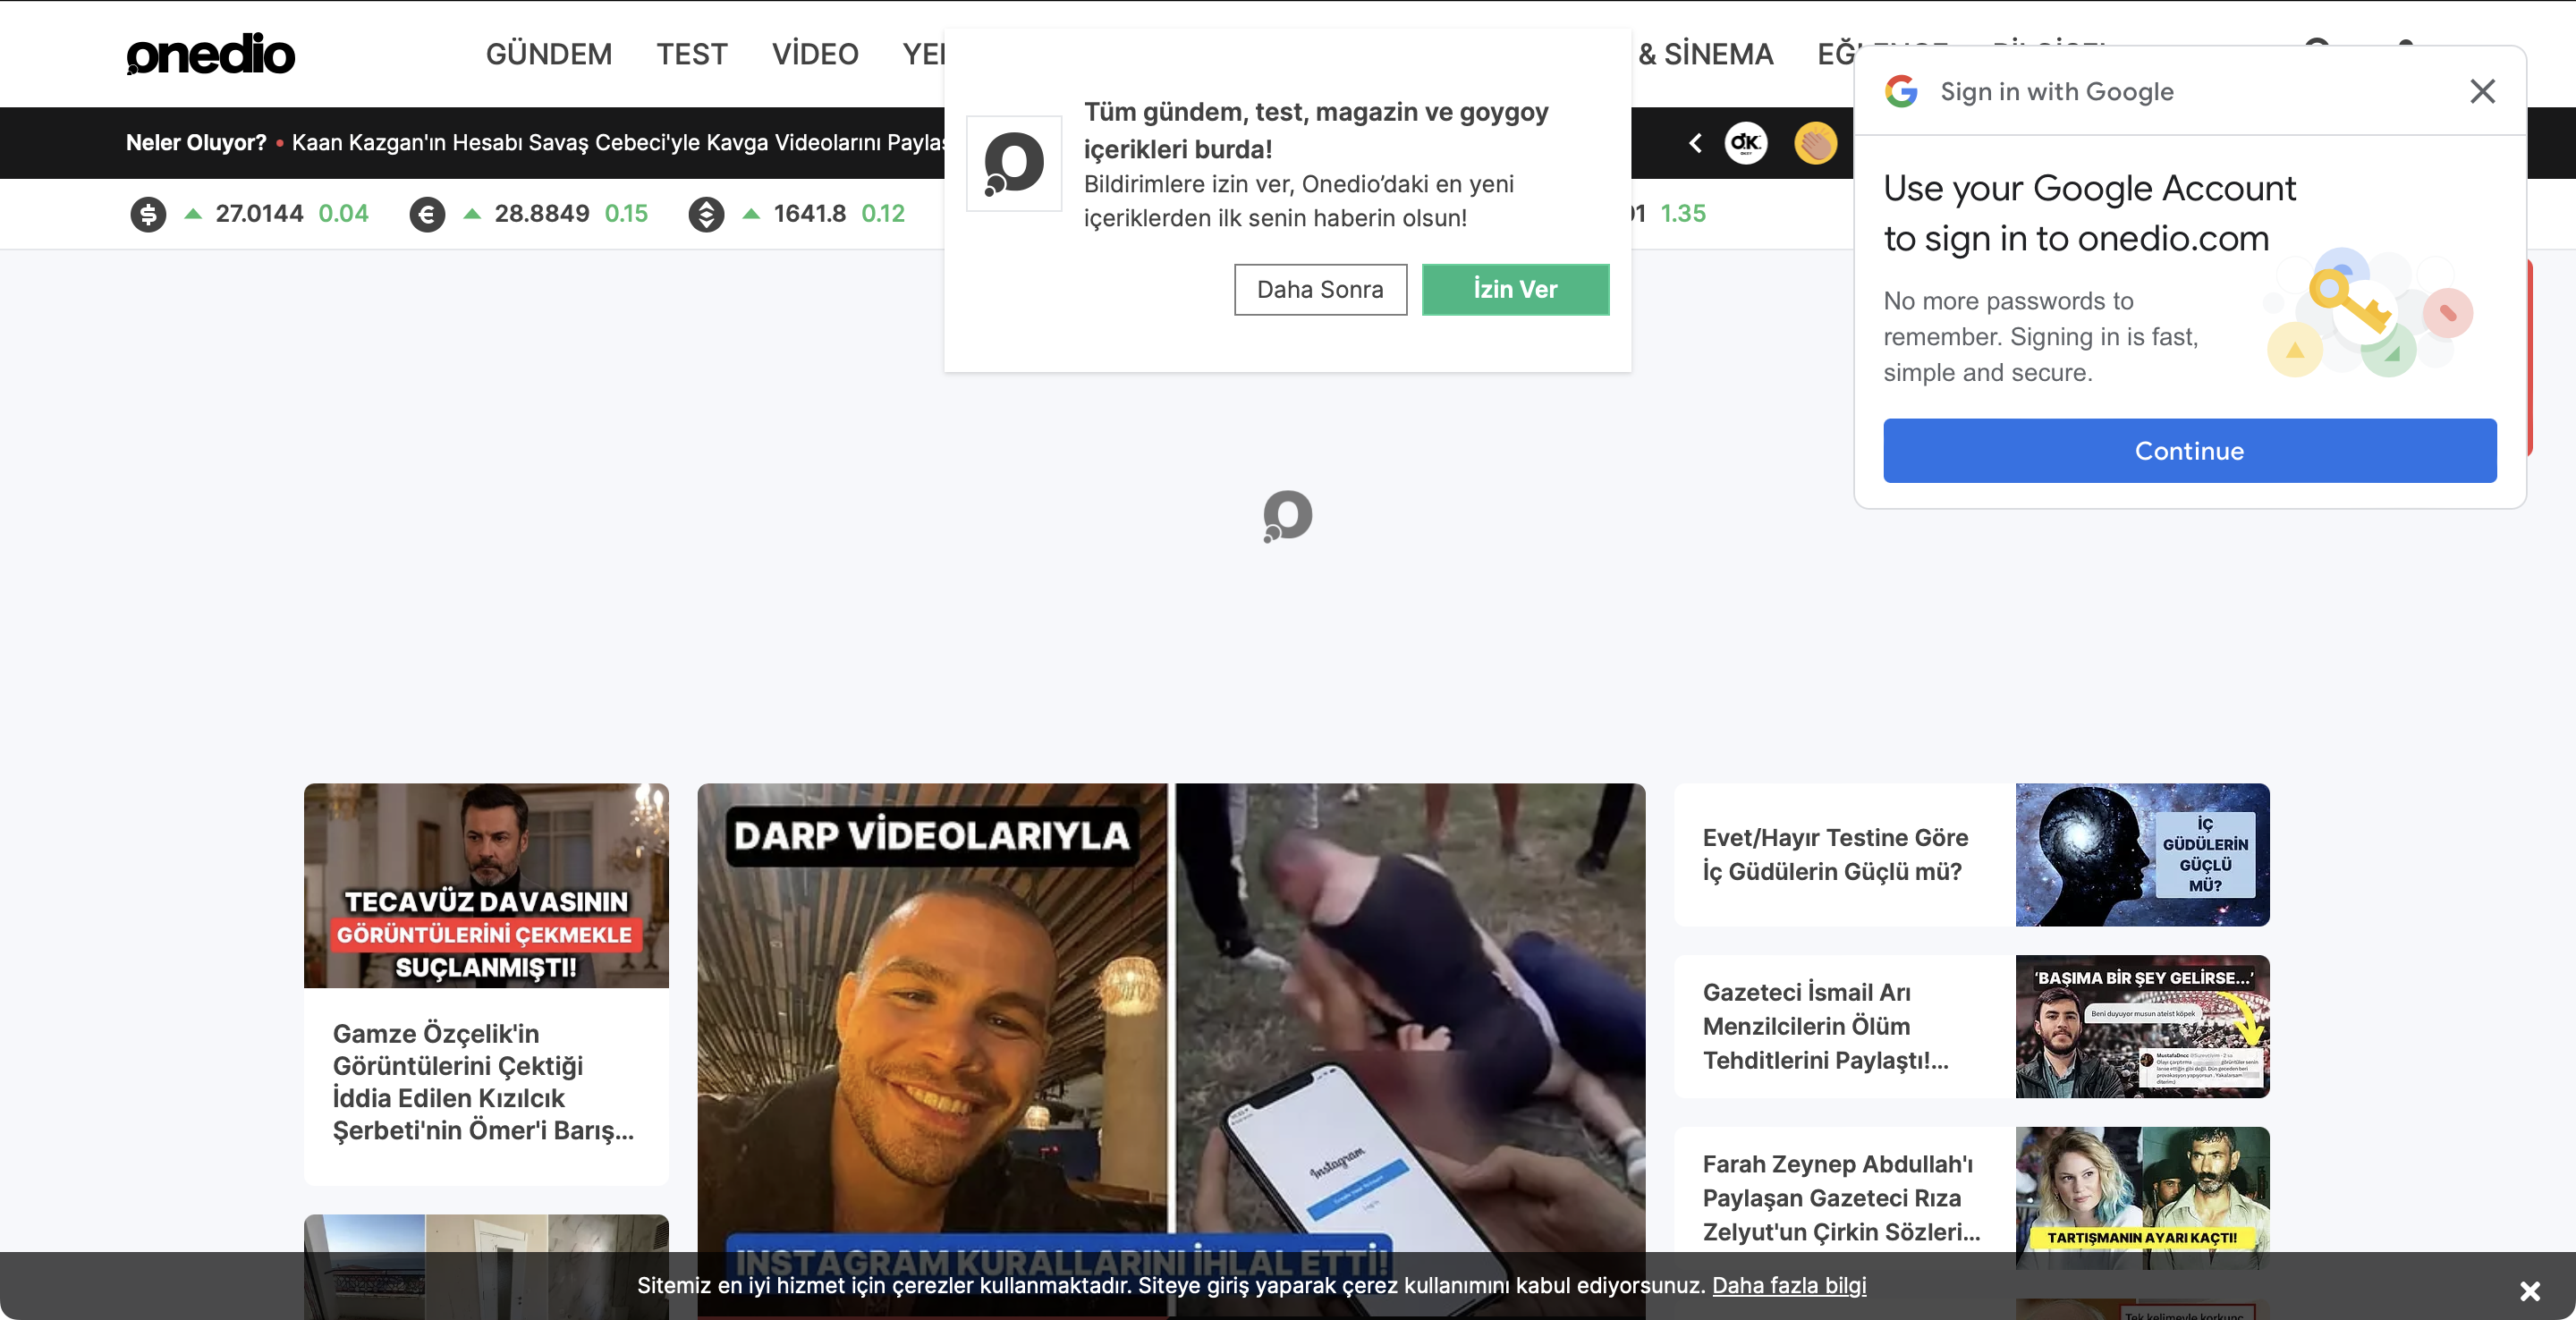 onedio
GÜNDEM TEST VİDEO
& SİNEMA
Neler Oluyor? • Kaan Kazgan'ın Hesabı Savaş Cebeci'yle Kavga Videolarını
27.0144 0.04 28.8849 0.15 1641.8 0.12
1.35
Tüm gündem, test, magazin ve goygoy
içerikleri burda!
Bildirimlere izin ver, Onedio’daki en yeni
içeriklerden ilk senin haberin olsun!
Daha Sonra
İzin Ver
Sign in with Google
Use your Google Account
to sign in to onedio.com
No more passwords to
remember. Signing in is fast,
simple and secure.
Continue
TECAVÜZ DAVASININ
GÖRÜNTÜLERİNİ ÇEKMEKLE
SUÇLANMIŞTI!
Gamze Özçelik'in
Görüntülerini Çektiği
İddia Edilen Kızılcık
Şerbeti'nin Ömer'i Barış...
DARP VİDEOLARIYLA
Instagram
INSTAGRAM KURALLARINI İHLAL ETTİ!
Evet/Hayır Testine Göre
İç Güdülerin Güçlü mü?
İÇ
GÜDÜLERİN
GÜÇLÜ
MÜ?
Gazeteci İsmail Arı
Menzilcilerin Ölüm
Tehditlerini Paylaştı!...
‘BAŞIMA BİR ŞEY GELİRSE...’
Beni duyuyor musun ateist köpek
Farah Zeynep Abdullah'ı
Paylaşan Gazeteci Rıza
Zelyut'un Çirkin Sözleri...
TARTIŞMANIN AYARI KAÇTI!
Sitemiz en iyi hizmet için çerezler kullanmaktadır. Siteye giriş yaparak çerez kullanımını kabul ediyorsunuz. Daha fazla bilgi